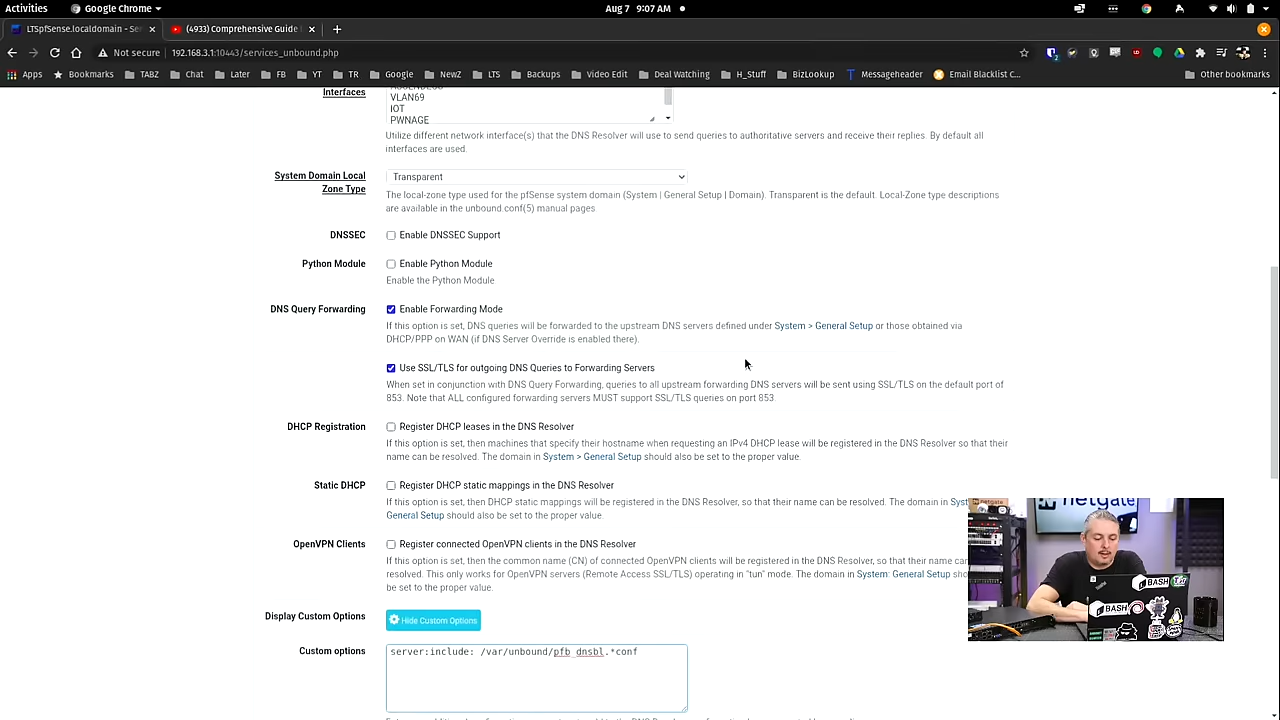 Activities
Google Chrome
Aug 7 9:07 AM
LTSpfSense.localdomain - Se
(4933) Comprehensive Guide
Not secure 192.168.3.1:10443/services_unbound.php
Apps Bookmarks TABZ Chat Later FB YT TR Google NewZ LTS Backups Video Edit Deal Watching H_Stuff BizLookup Messageheader Email Blacklist C... Other bookmarks
Interfaces
VLAN69
IOT
PWNAGE
Utilize different network interface(s) that the DNS Resolver will use to send queries to authoritative servers and receive their replies. By default all
interfaces are used.
System Domain Local
Zone Type
Transparent
The local-zone type used for the pfSense system domain (System | General Setup | Domain). Transparent is the default. Local-Zone type descriptions
are available in the unbound.conf(5) manual pages
DNSSEC
Enable DNSSEC Support
Python Module
Enable Python Module
Enable the Python Module
DNS Query Forwarding
Enable Forwarding Mode
If this option is set, DNS queries will be forwarded to the upstream DNS servers defined under System > General Setup or those obtained via
DHCP/PPP on WAN (if DNS Server Override is enabled there).
Use SSL/TLS for outgoing DNS Queries to Forwarding Servers
When set in conjunction with DNS Query Forwarding, queries to all upstream forwarding DNS servers will be sent using SSL/TLS on the default port of
853. Note that ALL configured forwarding servers MUST support SSL/TLS queries on port 853.
DHCP Registration
Register DHCP leases in the DNS Resolver
If this option is set, then machines that specify their hostname when requesting an IPv4 DHCP lease will be registered in the DNS Resolver so that their
name can be resolved. The domain in System > General Setup should also be set to the proper value.
Static DHCP
Register DHCP static mappings in the DNS Resolver
If this option is set, then DHCP static mappings will be registered in the DNS Resolver, so that their name can be resolved. The domain in Syst
General Setup should also be set to the proper value.
OpenVPN Clients
Register connected OpenVPN clients in the DNS Resolver
If this option is set, then the common name (CN) of connected OpenVPN clients will be registered in the DNS Resolver, so that their name can
resolved. This only works for OpenVPN servers (Remote Access SSL/TLS) operating in "tun" mode. The domain in System: General Setup sho
be set to the proper value.
Display Custom Options
Hide Custom Options
Custom options
server:include: /var/unbound/pfb_dnsbl.*conf
netgate
BASH
BASH